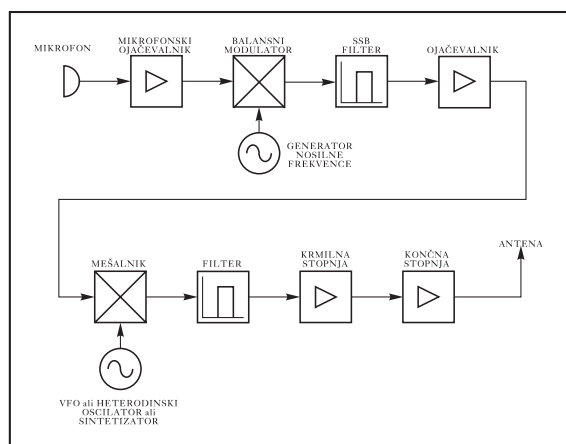 MIKROFON
MIKROFONSKI
OJAČEVALNIK
BALANSNI
MODULATOR
SSB
FILTER
OJAČEVALNIK
GENERATOR
NOSILNE
FREKVENCE
MEŠALNIK
FILTER
KRMILNA
STOPNJA
KONČNA
STOPNJA
ANTENA
VFO ali HETERODINSKI
OSCILATOR ali
SINTETIZATOR